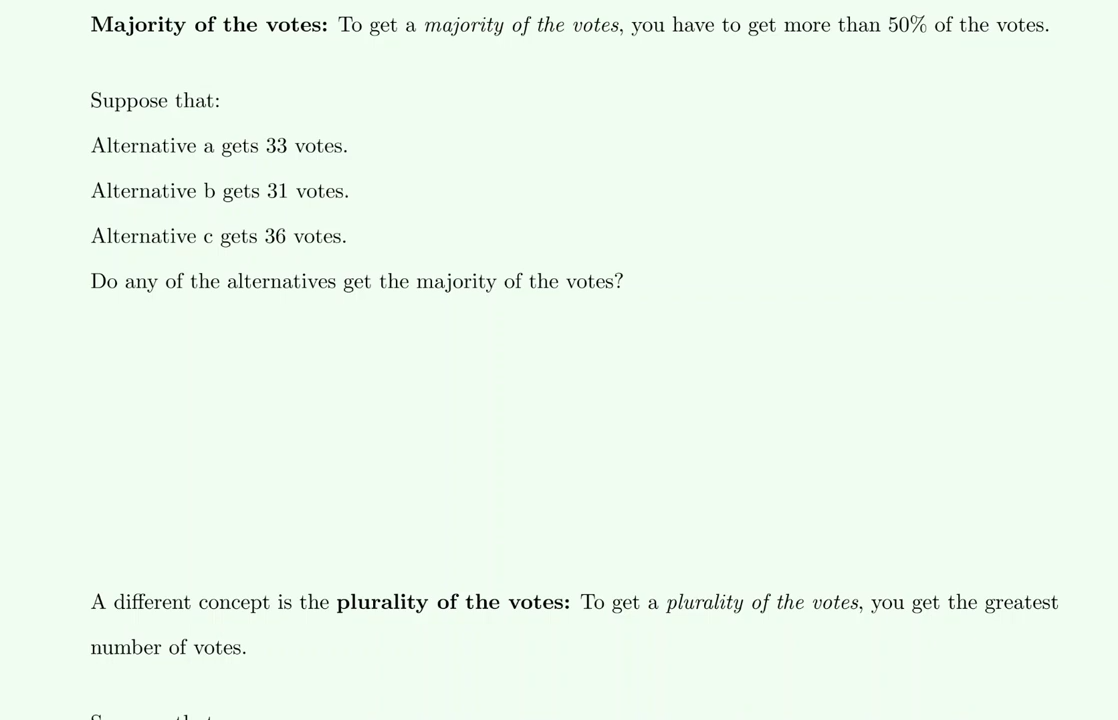 Majority of the votes: To get a majority of the votes, you have to get more than 50% of the votes.
Suppose that:
Alternative a gets 33 votes.
Alternative b gets 31 votes.
Alternative c gets 36 votes.
Do any of the alternatives get the majority of the votes?
A different concept is the plurality of the votes: To get a plurality of the votes, you get the greatest
number of votes.